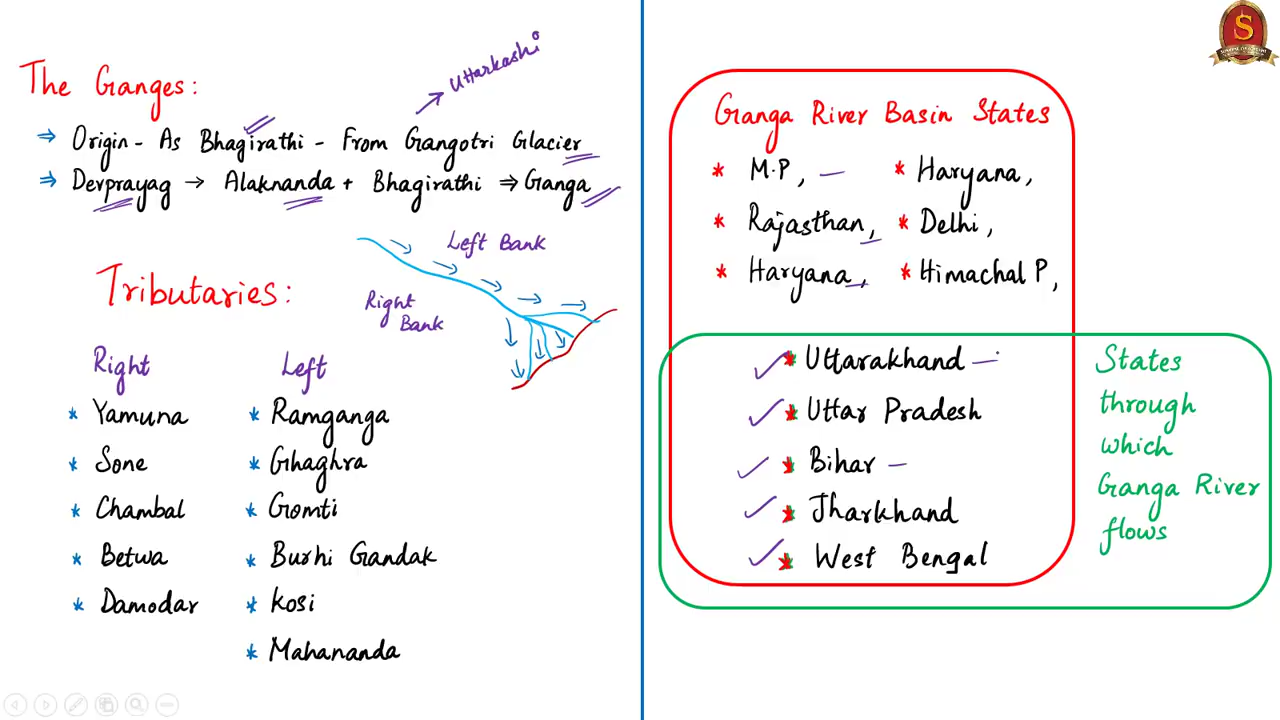 The Ganges:
→ Uttarkashi
⇒ Origin - As Bhagirathi - From Gangotri Glacier
⇒ Devprayag → Alaknanda + Bhagirathi ⇒ Ganga
Left Bank
Right
Bank
Tributaries:
Right Left
* Yamuna * Ramganga
* Sone * Ghaghra
* Chambal * Gomti
* Betwa * Burhi Gandak
* Damodar * Kosi
* Mahananda
S
Ganga River Basin States
* M.P, * Haryana,
* Rajasthan, * Delhi,
* Haryana, * Himachal P,
* Uttarakhand
* Uttar Pradesh
* Bihar
* Jharkhand
* West Bengal
States
through
which
Ganga River
flows